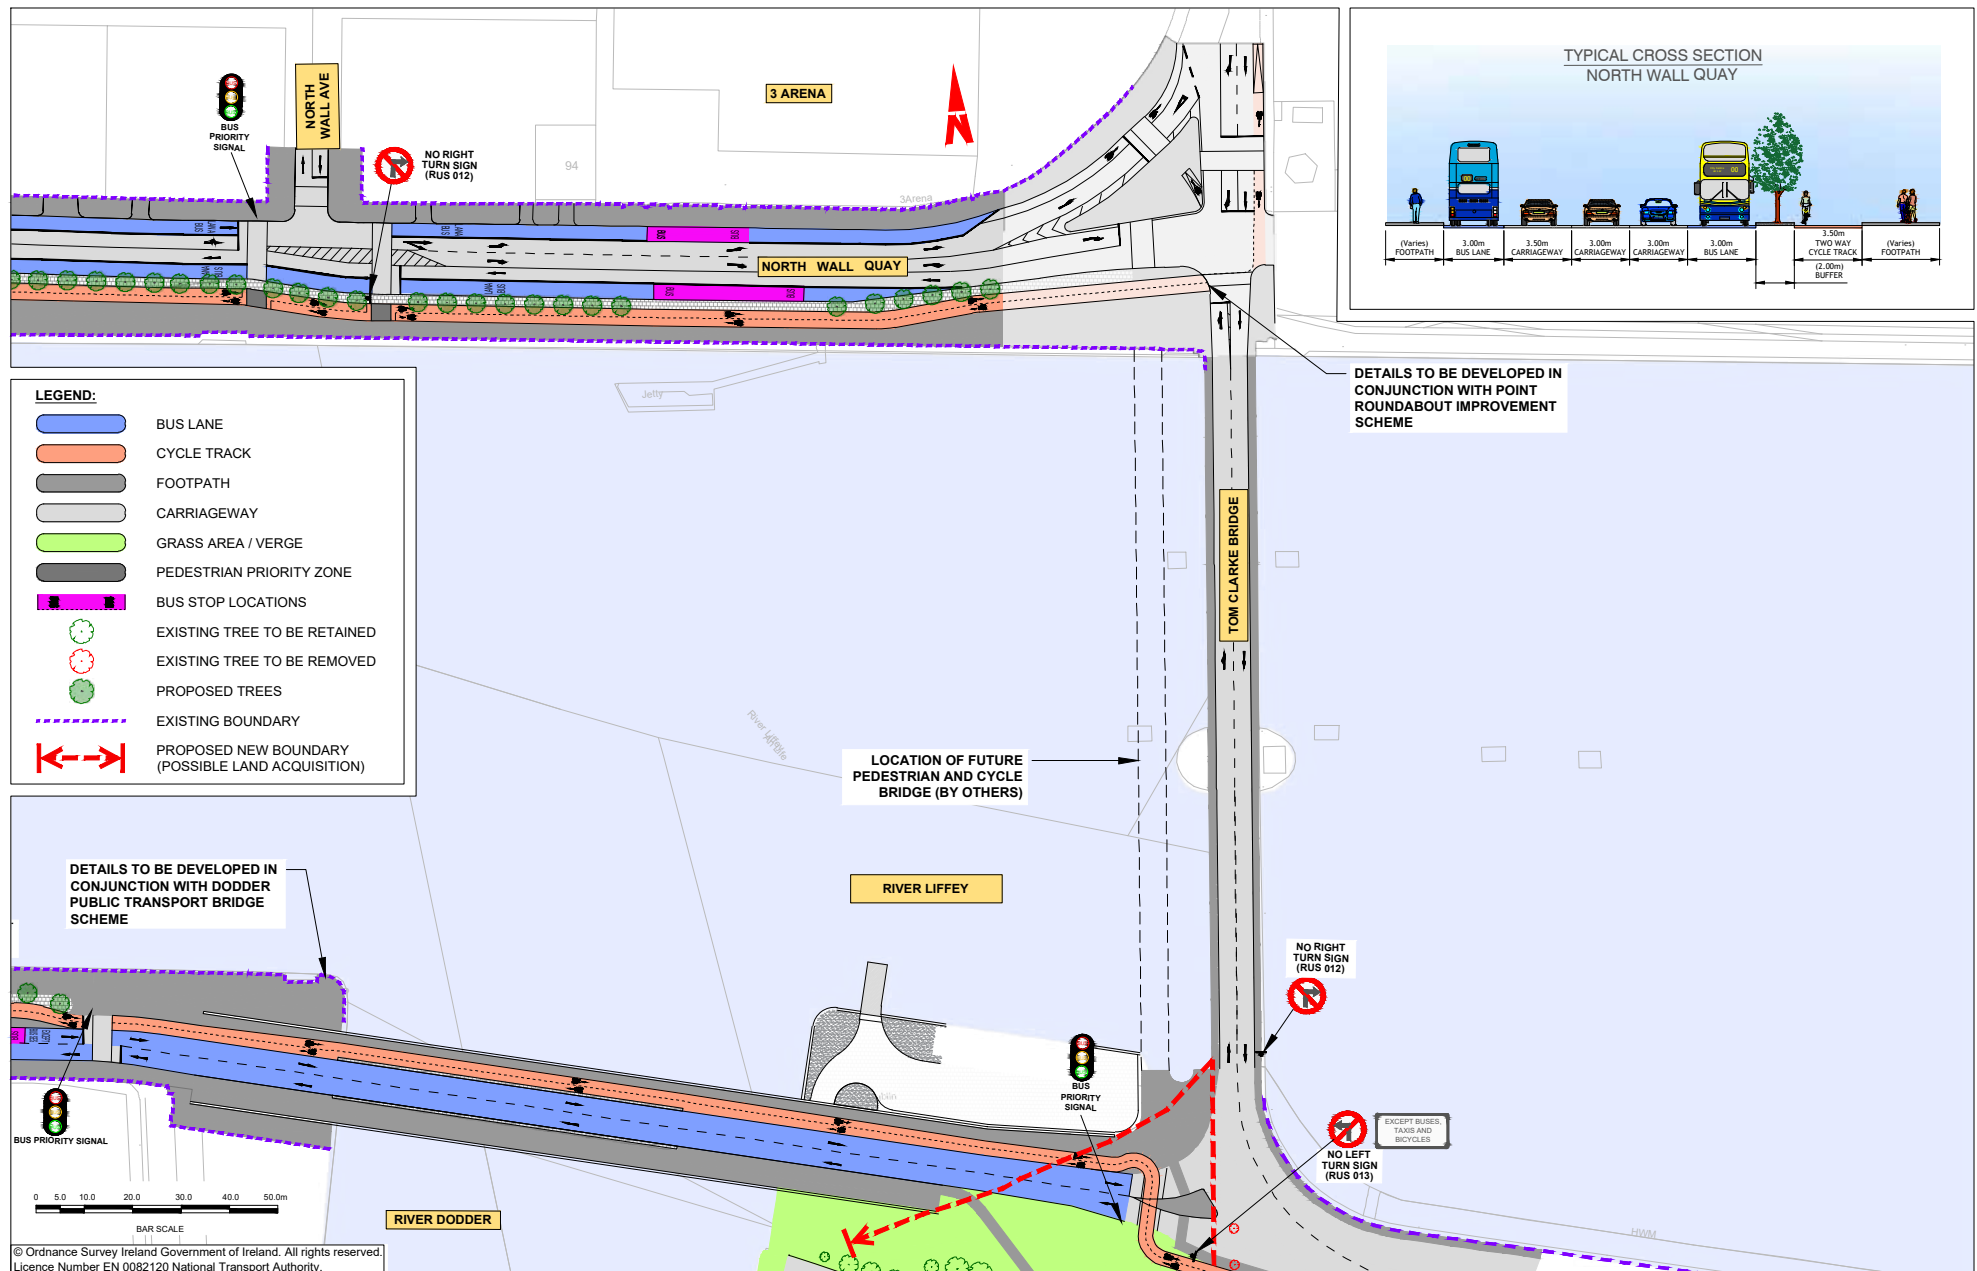 BUS
PRIORITY
SIGNAL
NORTH
WALL AVE
NO RIGHT
TURN SIGN
(RUS 012)
3 ARENA
N
94
3Arena
BUS
BUS
NORTH WALL QUAY
BUS
BUS
TYPICAL CROSS SECTION
NORTH WALL QUAY
(Varies)
FOOTPATH
3.00m
BUS LANE
3.50m
CARRIAGEWAY
3.00m
CARRIAGEWAY
3.00m
CARRIAGEWAY
3.00m
BUS LANE
3.50m
TWO WAY
CYCLE TRACK
(2.00m)
BUFFER
(Varies)
FOOTPATH
Jetty
DETAILS TO BE DEVELOPED IN
CONJUNCTION WITH POINT
ROUNDABOUT IMPROVEMENT
SCHEME
LEGEND:
BUS LANE
CYCLE TRACK
FOOTPATH
CARRIAGEWAY
GRASS AREA / VERGE
PEDESTRIAN PRIORITY ZONE
BUS STOP LOCATIONS
EXISTING TREE TO BE RETAINED
EXISTING TREE TO BE REMOVED
PROPOSED TREES
EXISTING BOUNDARY
PROPOSED NEW BOUNDARY
(POSSIBLE LAND ACQUISITION)
TOM CLARKE BRIDGE
River Liffey
LOCATION OF FUTURE
PEDESTRIAN AND CYCLE
BRIDGE (BY OTHERS)
DETAILS TO BE DEVELOPED IN
CONJUNCTION WITH DODDER
PUBLIC TRANSPORT BRIDGE
SCHEME
RIVER LIFFEY
NO RIGHT
TURN SIGN
(RUS 012)
BUS
PRIORITY
SIGNAL
BUS PRIORITY SIGNAL
EXCEPT BUSES,
TAXIS AND
BICYCLES
NO LEFT
TURN SIGN
(RUS 013)
0 5.0 10.0 20.0 30.0 40.0 50.0m
BAR SCALE
RIVER DODDER
HWM
© Ordnance Survey Ireland Government of Ireland. All rights reserved.
Licence Number EN 0082120 National Transport Authority.